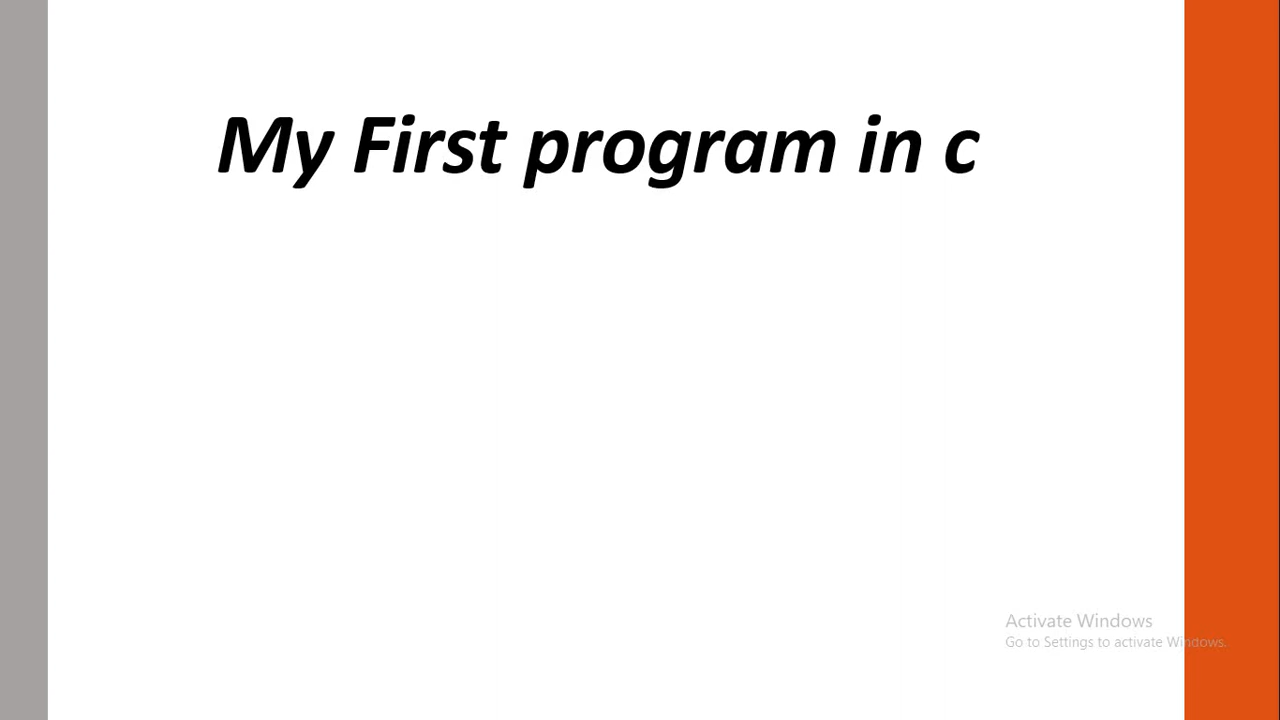 My First program in c
Activate Windows
Go to Settings to activate Windows.